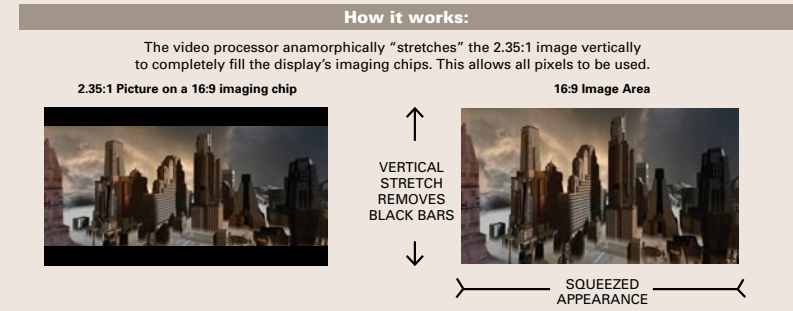 How it works:
The video processor anamorphically “stretches” the 2.35:1 image vertically
to completely fill the display’s imaging chips. This allows all pixels to be used.
2.35:1 Picture on a 16:9 imaging chip
16:9 Image Area
VERTICAL
STRETCH
REMOVES
BLACK BARS
SQUEEZED
APPEARANCE